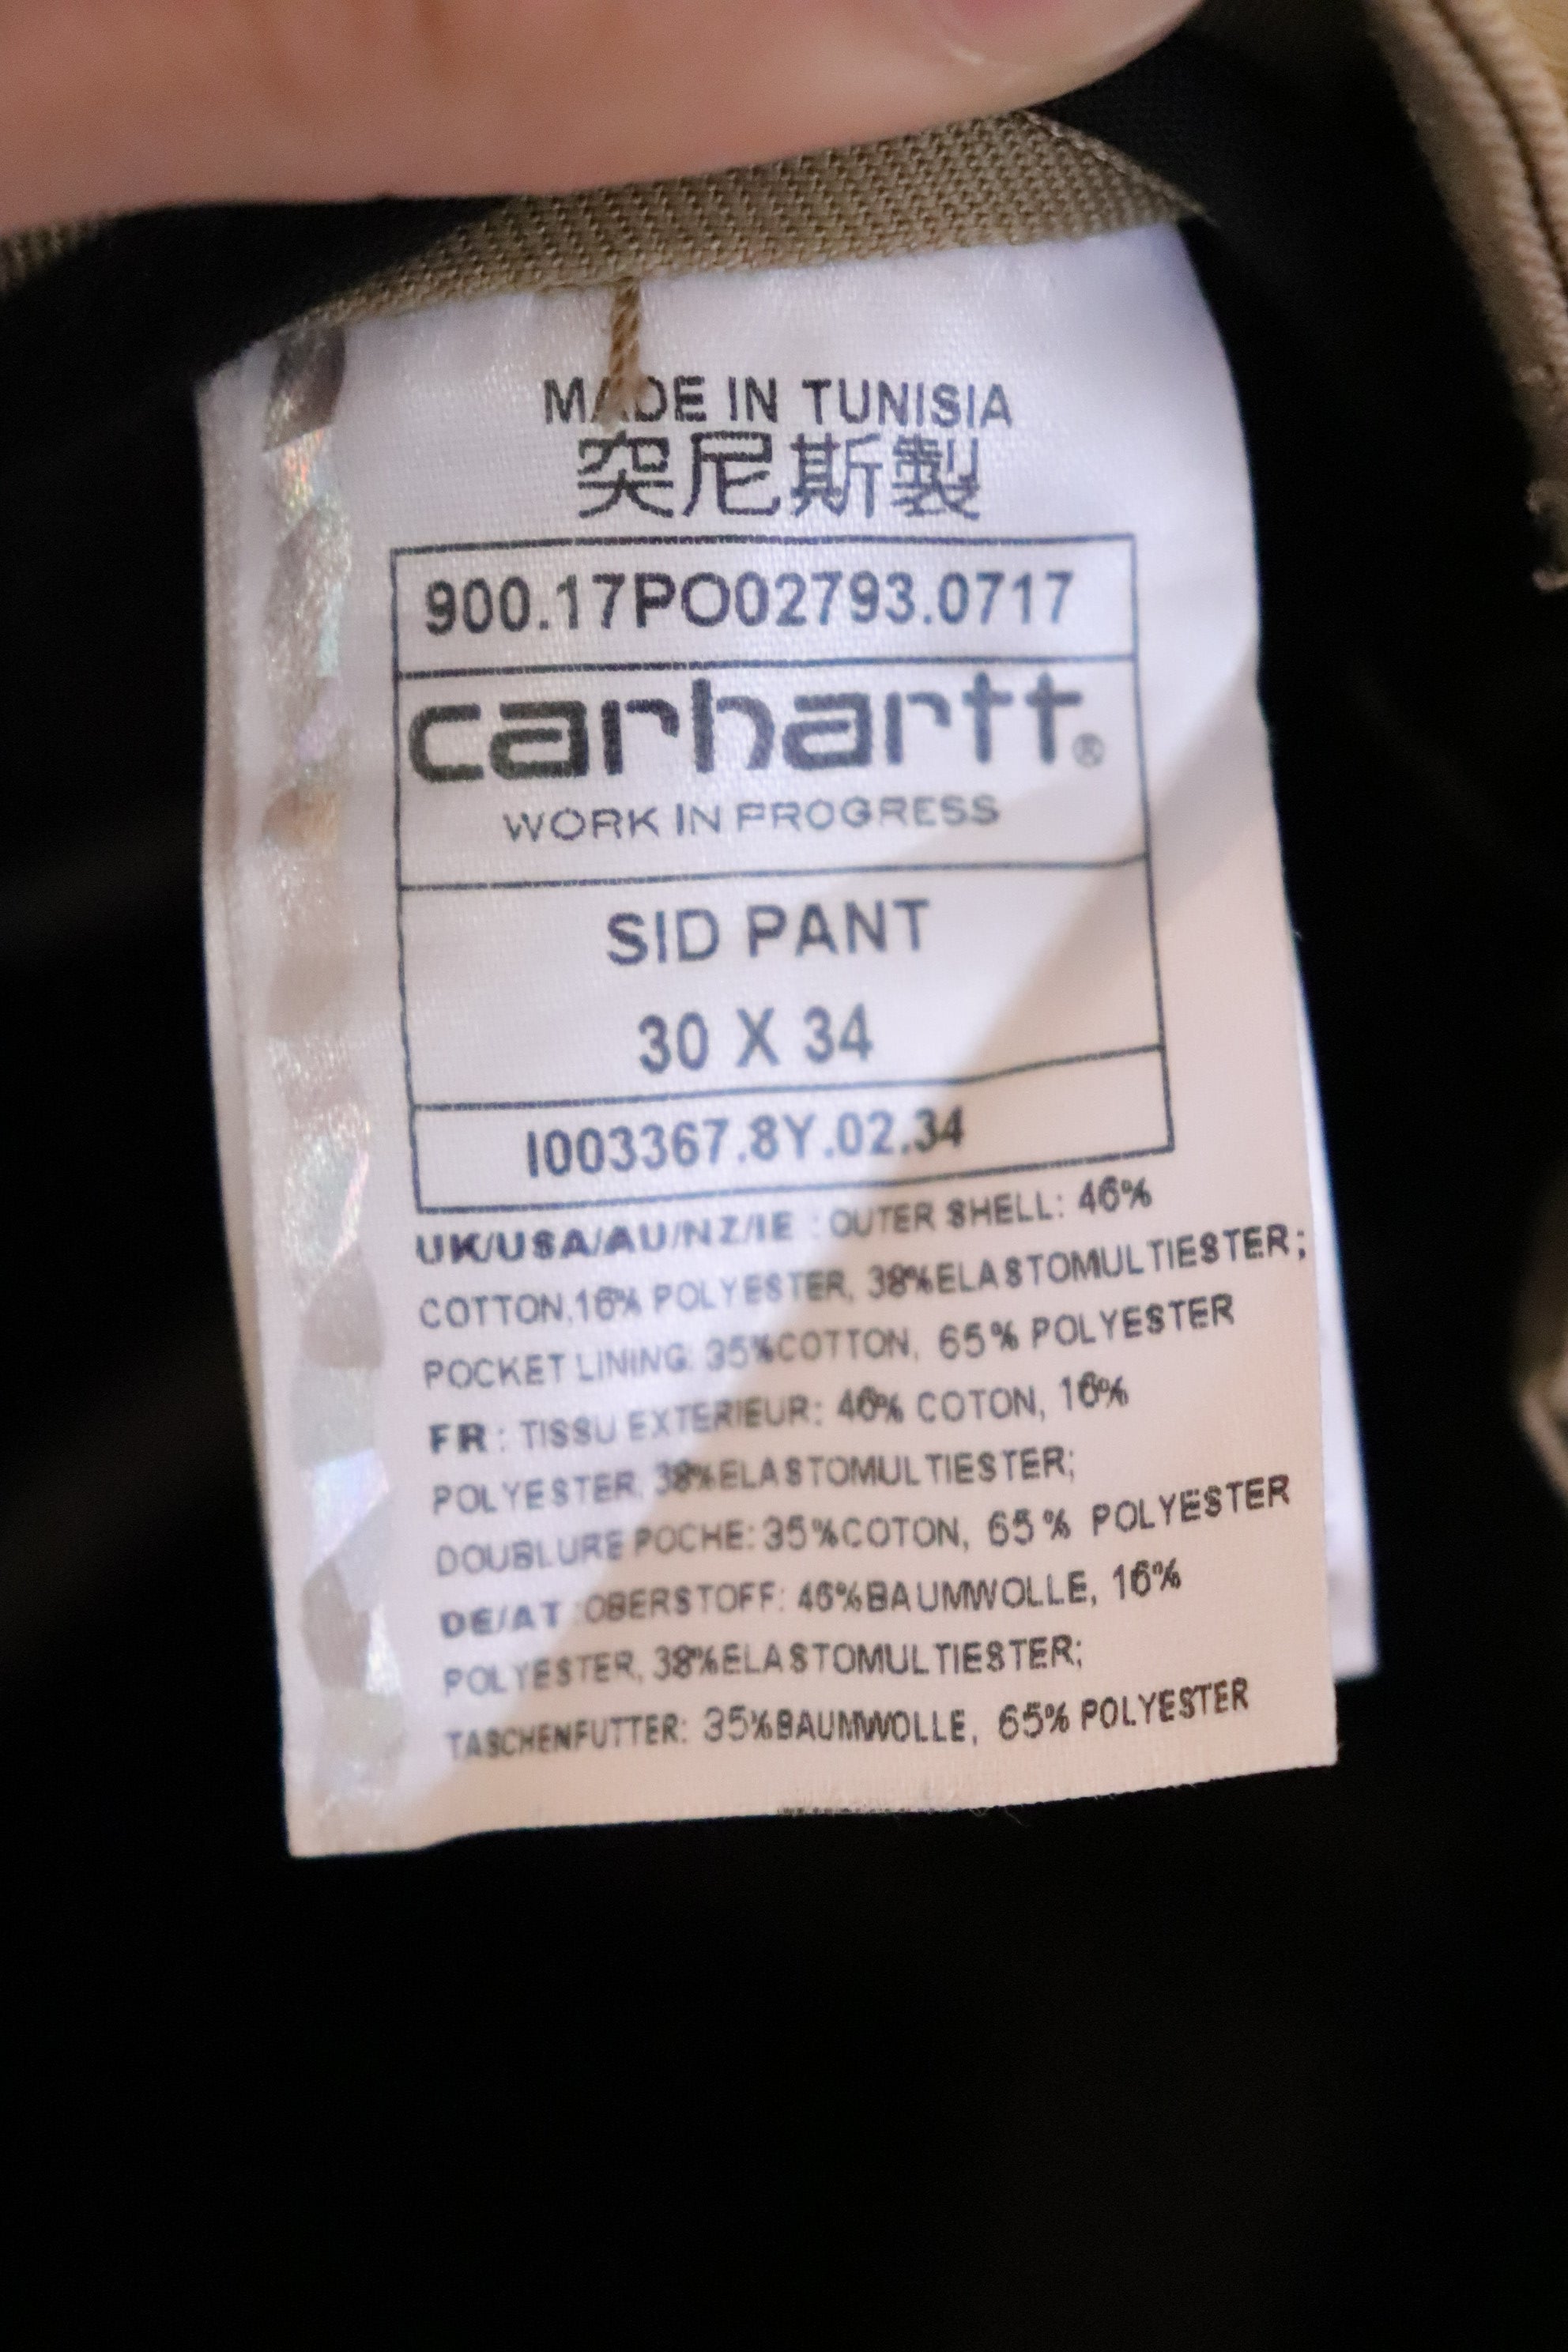 MADE IN TUNISIA
突尼斯製
900.17PO02793.0717
carhartt®
WORK IN PROGRESS
SID PANT
30 X 34
I003367.8Y.02.34
UK/USA/AU/NZ/IE : OUTER SHELL: 46%
COTTON,16% POLYESTER, 38%ELASTOMULTIESTER;
POCKET LINING: 35%COTTON, 65% POLYESTER
FR : TISSU EXTERIEUR: 46% COTON, 16%
POLYESTER, 38%ELASTOMULTIESTER;
DOUBLURE POCHE: 35%COTON, 65% POLYESTER
DE/AT :OBERSTOFF: 46%BAUMWOLLE, 16%
POLYESTER, 38%ELASTOMULTIESTER;
TASCHENFUTTER: 35%BAUMWOLLE, 65% POLYESTER